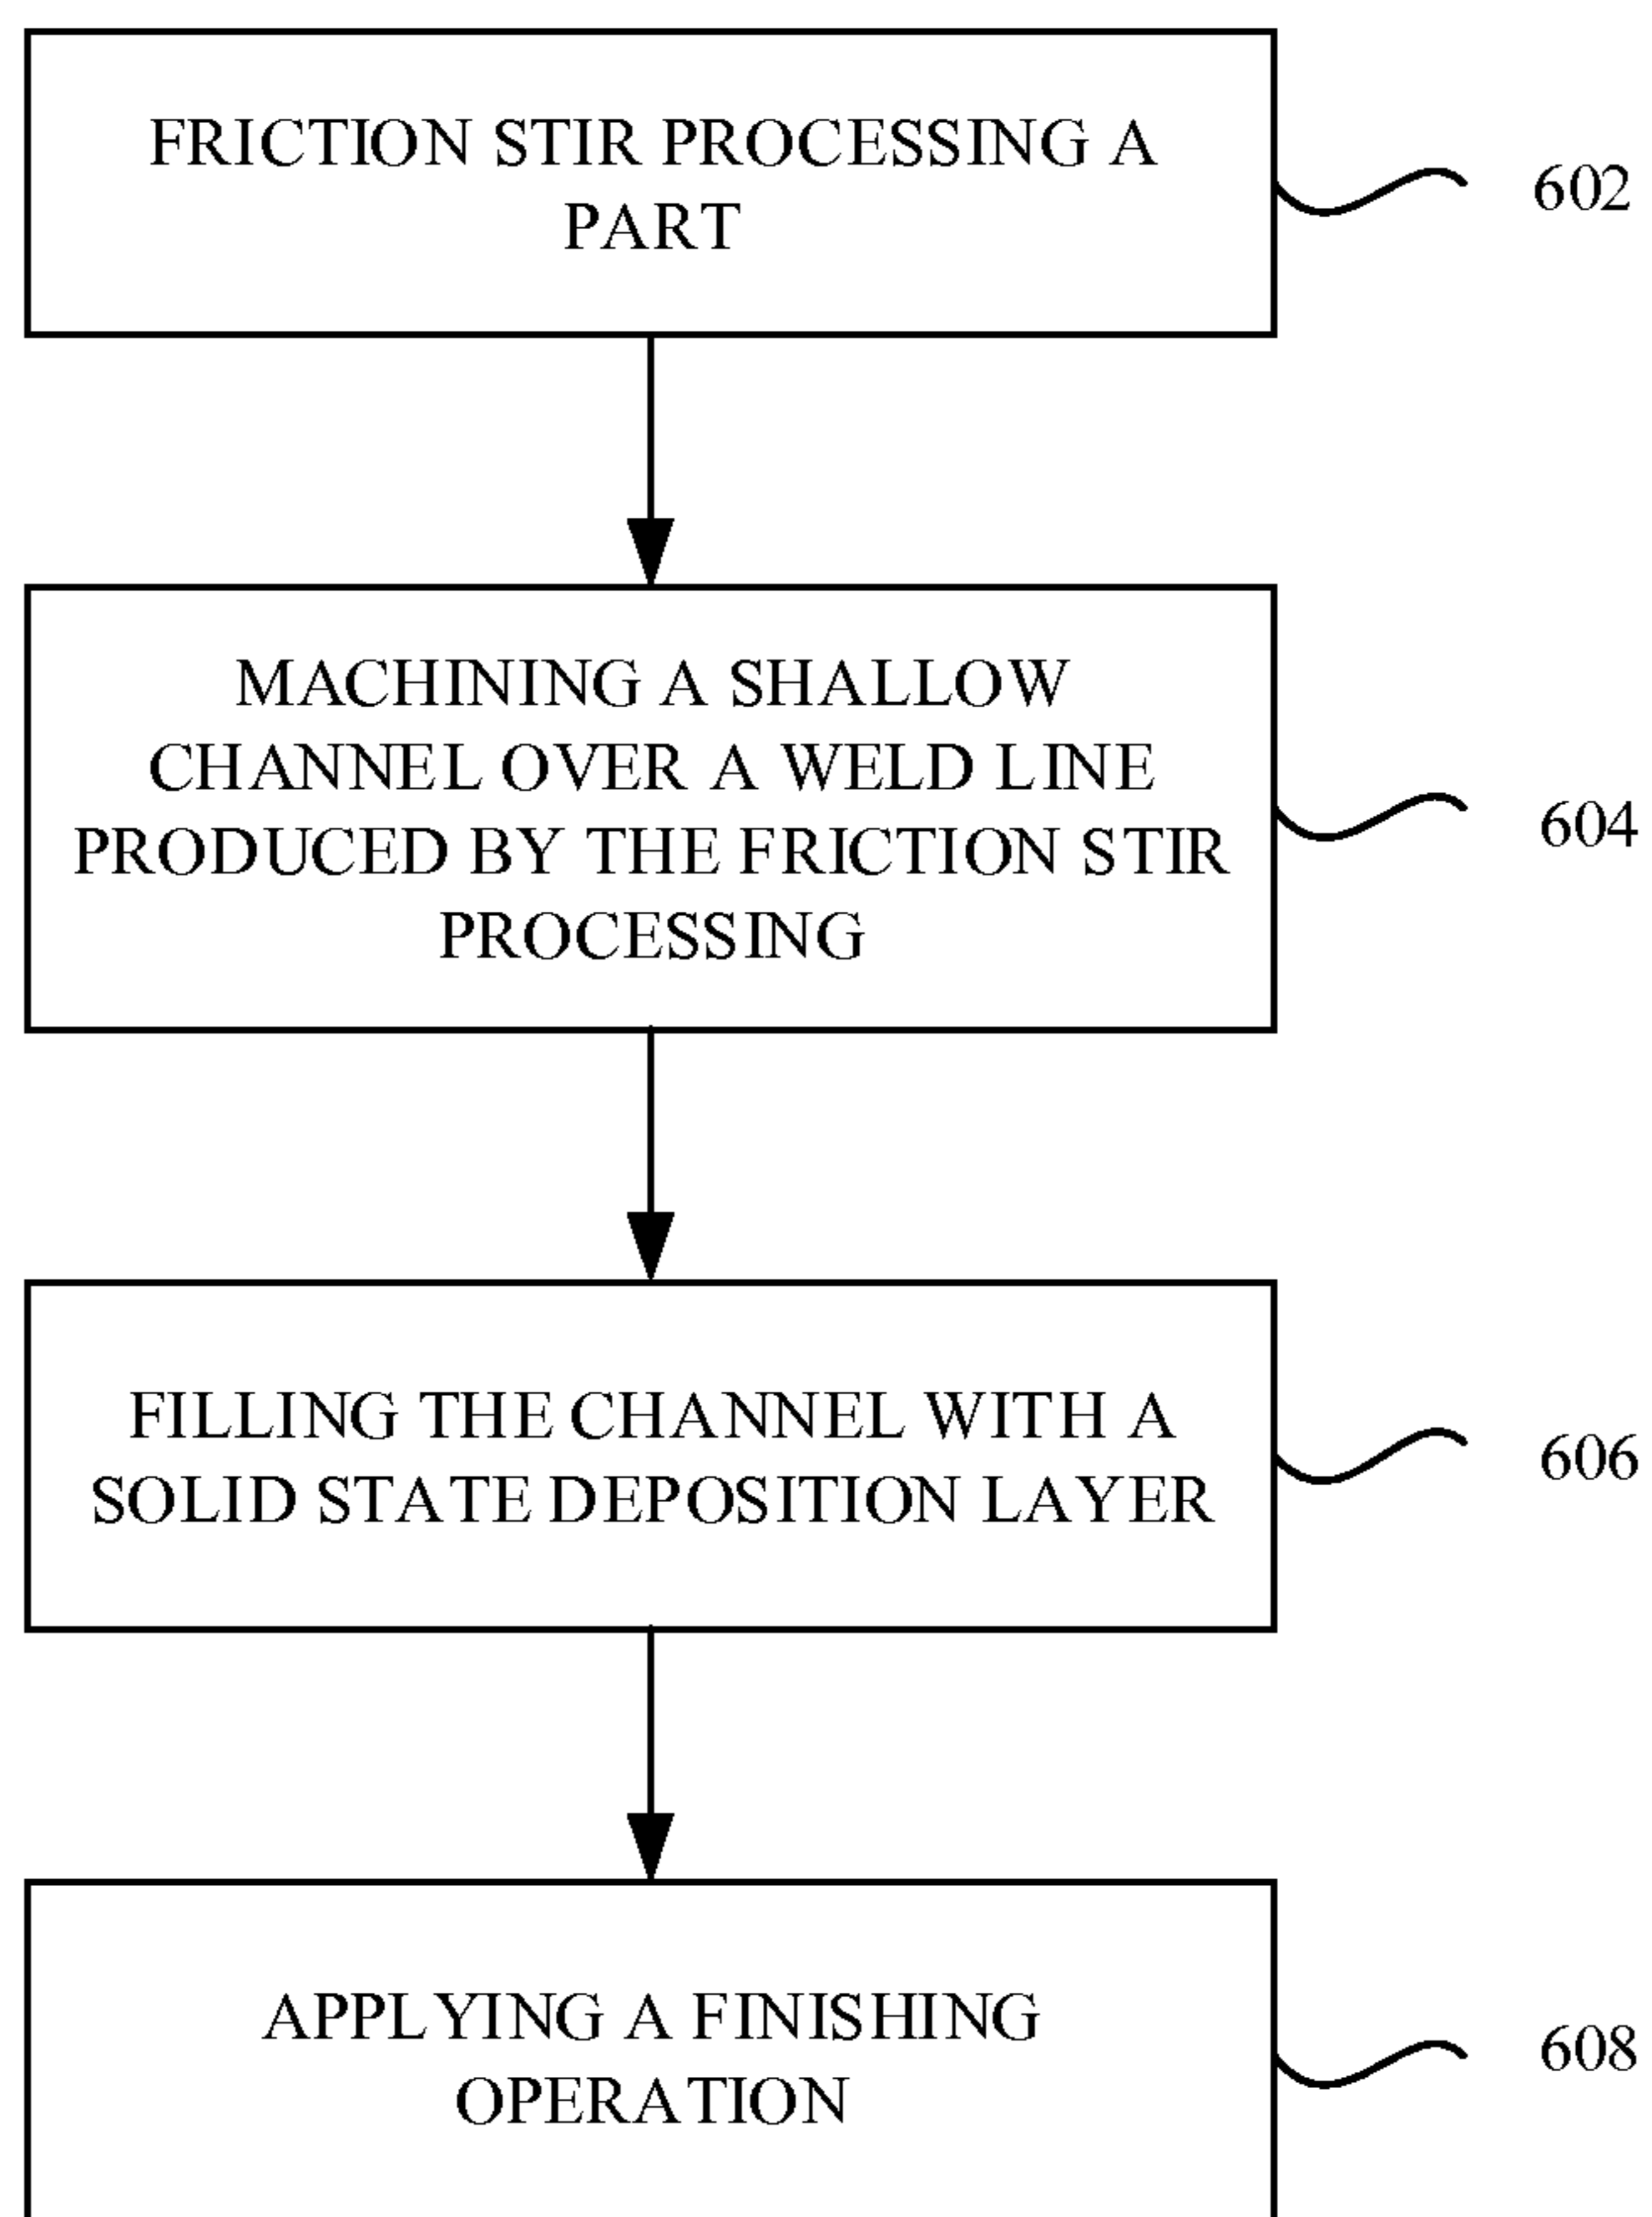 FRICTION STIR PROCESSING A
PART
602
MACHINING A SHALLOW
CHANNEL OVER A WELD LINE
PRODUCED BY THE FRICTION STIR
PROCESSING
604
FILLING THE CHANNEL WITH A
SOLID STATE DEPOSITION LAYER
606
APPLYING A FINISHING
OPERATION
608